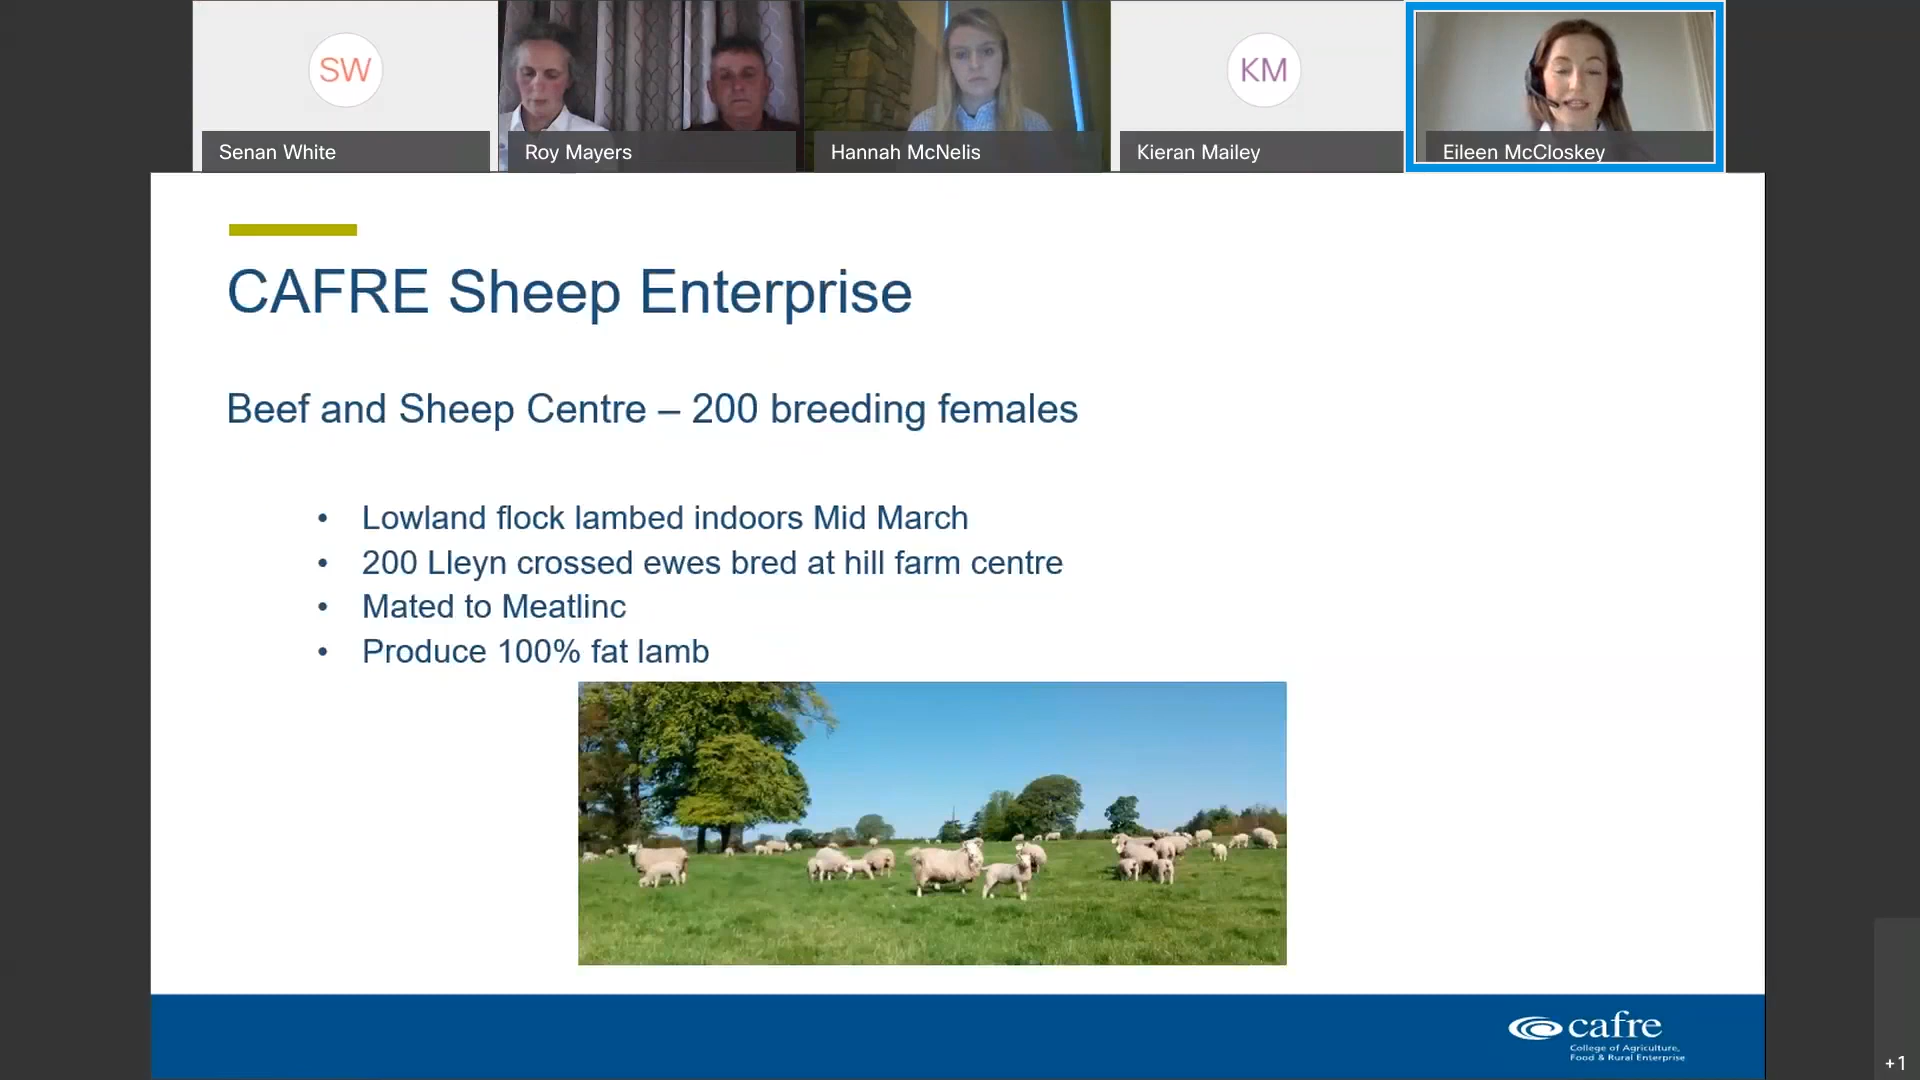 SW
KM
Senan White
Roy Mayers
Hannah McNelis
Kieran Mailey
Eileen McCloskey
CAFRE Sheep Enterprise
Beef and Sheep Centre – 200 breeding females
• Lowland flock lambed indoors Mid March
• 200 Lleyn crossed ewes bred at hill farm centre
• Mated to Meatlinc
• Produce 100% fat lamb
cafre
College of Agriculture,
Food & Rural Enterprise
+1